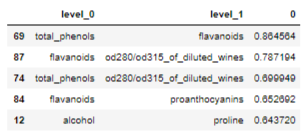 level_0 level_1 0
69 total_phenols flavanoids 0.864564
87 flavanoids od280/od315_of_diluted_wines 0.787194
74 total_phenols od280/od315_of_diluted_wines 0.699949
84 flavanoids proanthocyanins 0.652692
12 alcohol proline 0.643720